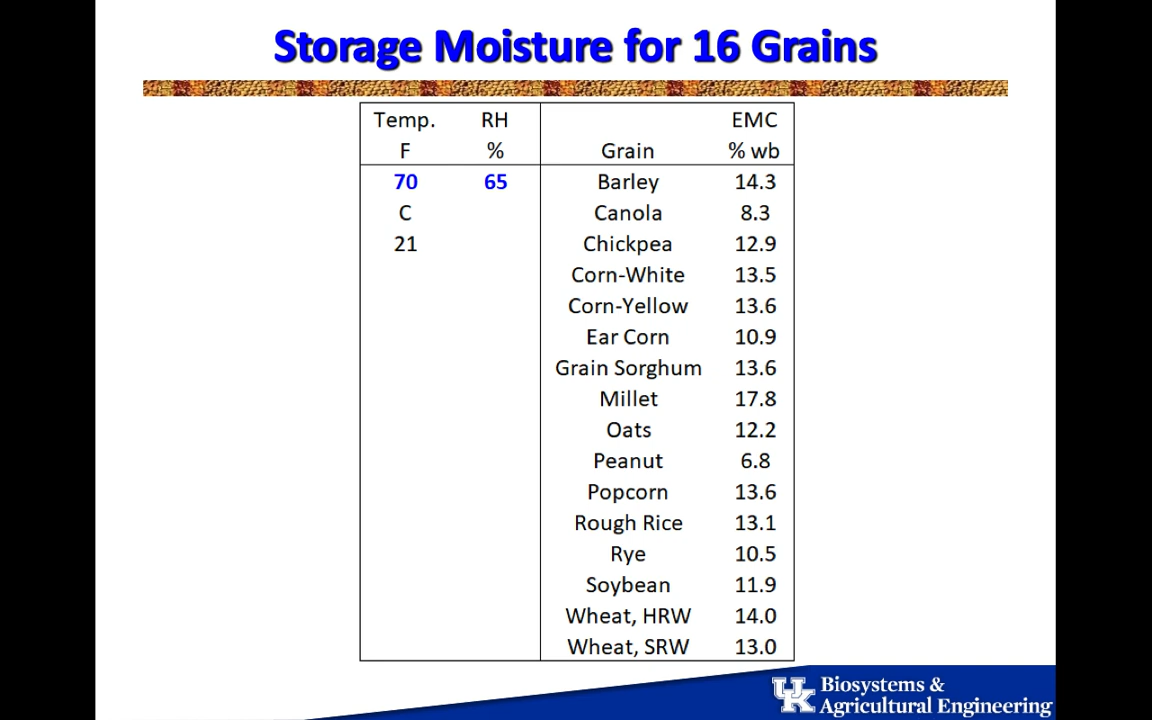 Storage Moisture for 16 Grains
Temp. RH EMC
F % Grain % wb
70 65 Barley 14.3
C Canola 8.3
21 Chickpea 12.9
Corn-White 13.5
Corn-Yellow 13.6
Ear Corn 10.9
Grain Sorghum 13.6
Millet 17.8
Oats 12.2
Peanut 6.8
Popcorn 13.6
Rough Rice 13.1
Rye 10.5
Soybean 11.9
Wheat, HRW 14.0
Wheat, SRW 13.0
UK Biosystems &
Agricultural Engineering